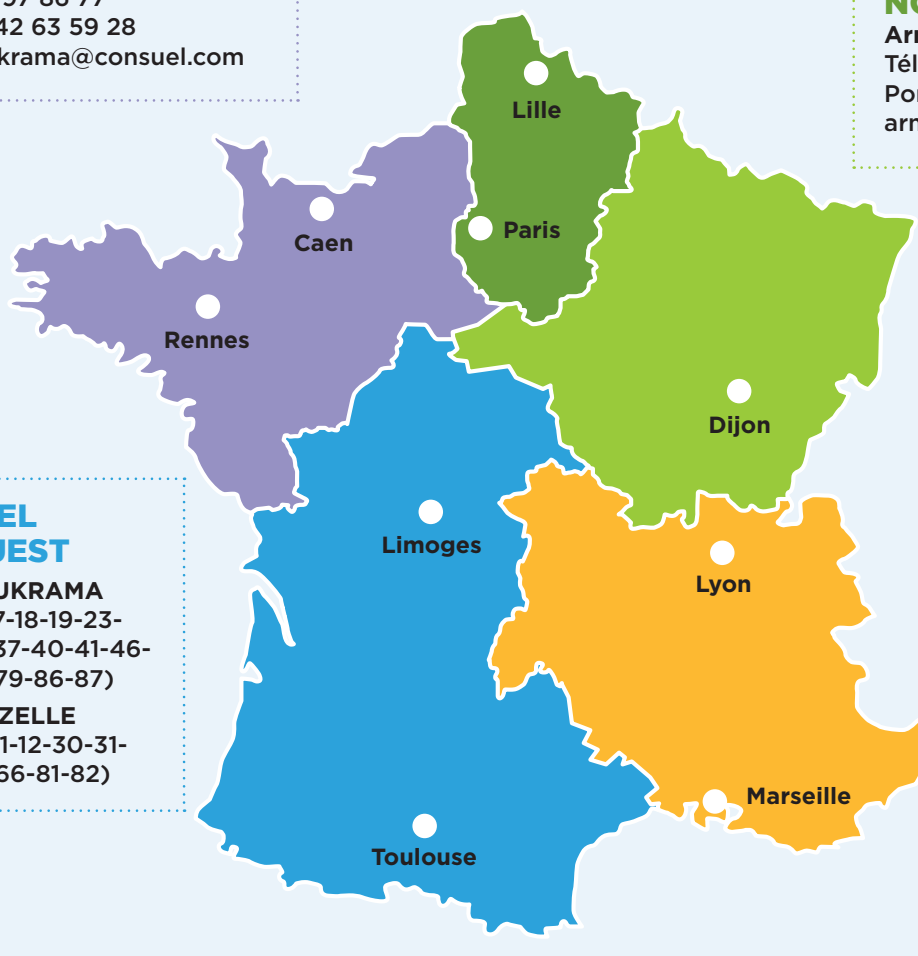 42 63 59 28
krama@consuel.com
Arn
Tél
Por
arn
Lille
Paris
Caen
Rennes
Dijon
EL
UEST
UKRAMA
7-18-19-23-
37-40-41-46-
79-86-87)
ZELLE
1-12-30-31-
66-81-82)
Limoges
Lyon
Marseille
Toulouse